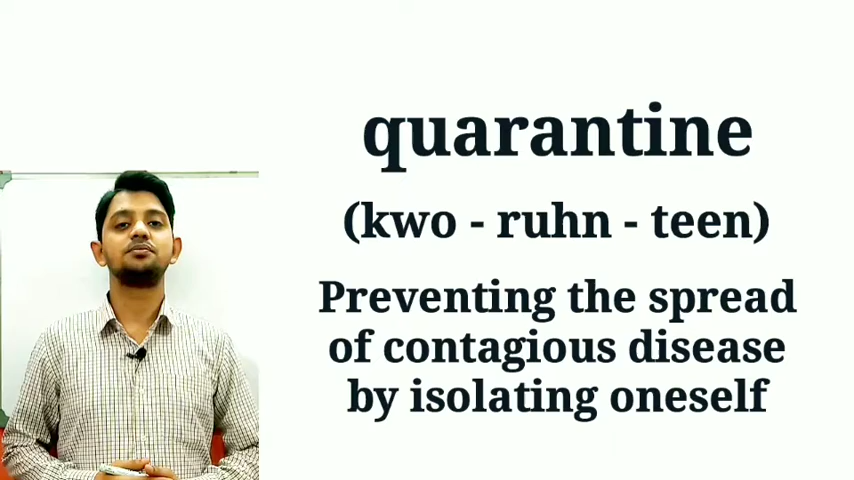 quarantine
(kwo - ruhn - teen)
Preventing the spread
of contagious disease
by isolating oneself